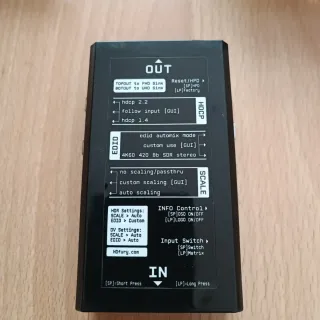 OUT
TOPOUT to FHD Sink
BOTOUT to UHD Sink
Reset/HPD
[SP]HPD
[LP]Factory
hdcp 2.2
follow input [GUI]
hdcp 1.4
HDCP
EDID
edid automix mode
custom use [GUI]
4K60 420 8b SDR stereo
no scaling/passthru
custom scaling [GUI]
auto scaling
SCALE
HDR Settings:
SCALE > Auto
EDID > Custom
DV Settings:
SCALE > Auto
EDID > Auto
HDfury.com
INFO Control
[SP]OSD ON/OFF
[LP]LOGO ON/OFF
Input Switch
[SP]Switch
[LP]Matrix
IN
[SP]:Short Press
[LP]:Long Press